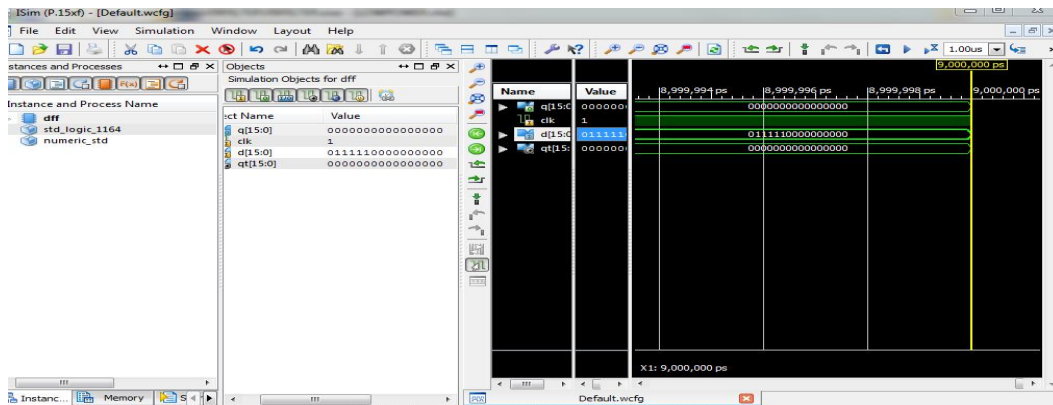 ISim (P.15xf) - [Default.wcfg]
File Edit View Simulation Window Layout Help
1.00us
stances and Processes
Instance and Process Name
dff
std_logic_1164
numeric_std
Instanc... Memory S
Objects
Simulation Objects for dff
ect Name Value
q[15:0] 0000000000000000
clk 1
d[15:0] 0111110000000000
qt[15:0] 0000000000000000
9,000,000 ps
Name Value
8,999,994 ps 8,999,996 ps 8,999,998 ps 9,000,000 ps
q[15:0 000000 0000000000000000
clk 1
d[15:0 011111 0111110000000000
qt[15: 000000 0000000000000000
X1: 9,000,000 ps
Default.wcfg